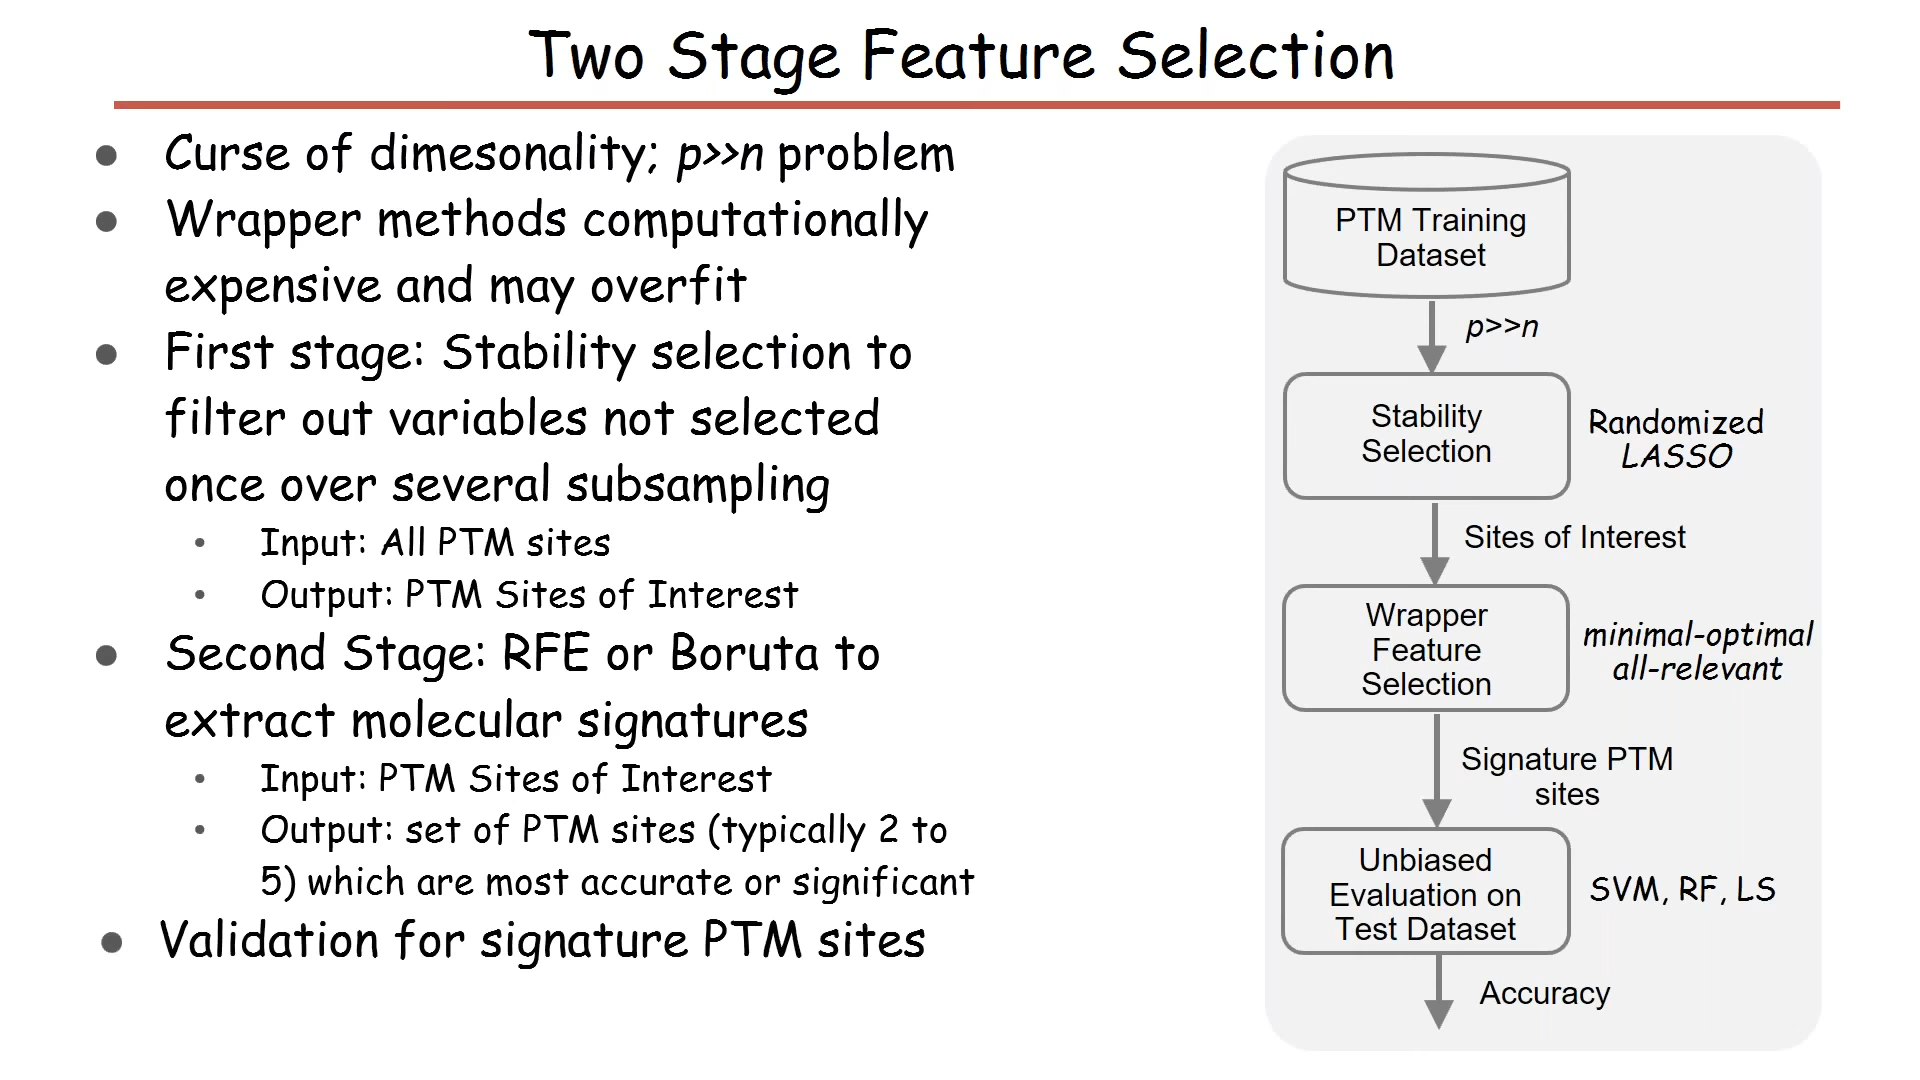 Two Stage Feature Selection
Curse of dimesonality; p>>n problem
Wrapper methods computationally
expensive and may overfit
First stage: Stability selection to
filter out variables not selected
once over several subsampling
Input: All PTM sites
Output: PTM Sites of Interest
Second Stage: RFE or Boruta to
extract molecular signatures
Input: PTM Sites of Interest
Output: set of PTM sites (typically 2 to
5) which are most accurate or significant
Validation for signature PTM sites
PTM Training
Dataset
p>>n
Stability
Selection
Randomized
LASSO
Sites of Interest
Wrapper
Feature
Selection
minimal-optimal
all-relevant
Signature PTM
sites
Unbiased
Evaluation on
Test Dataset
SVM, RF, LS
Accuracy